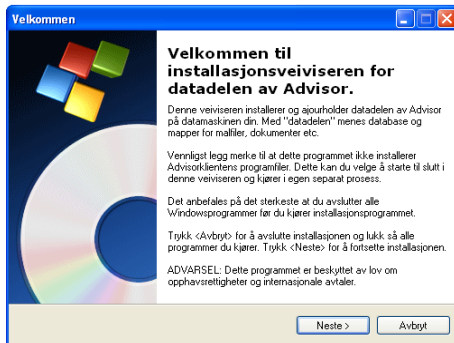 Velkommen
Velkommen til
installasjonsveiviseren for
datadelen av Advisor.
Denne veiviseren installerer og ajourholder datadelen av Advisor
på datamaskinen din. Med "datadelen" menes database og
mapper for malfiler, dokumenter etc.
Vennligst legg merke til at dette programmet ikke installerer
Advisorklientens programfiler. Dette kan du velge å starte til slutt i
denne veiviseren og kjører i egen separat prosess.
Det anbefales på det sterkeste at du avslutter alle
Windowsprogrammer før du kjører installasjonsprogrammet.
Trykk <Avbryt> for å avslutte installasjonen og lukk så alle
programmer du kjører. Trykk <Neste> for å fortsette installasjonen.
ADVARSEL: Dette programmet er beskyttet av lov om
opphavsrettigheter og internasjonale avtaler.
Neste >
Avbryt